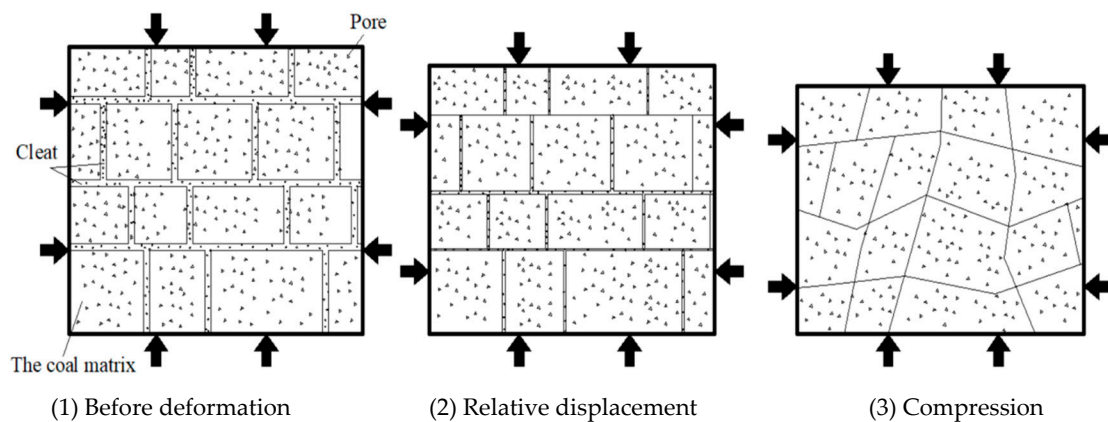 Pore
Cleat
The coal matrix
(1) Before deformation
(2) Relative displacement
(3) Compression